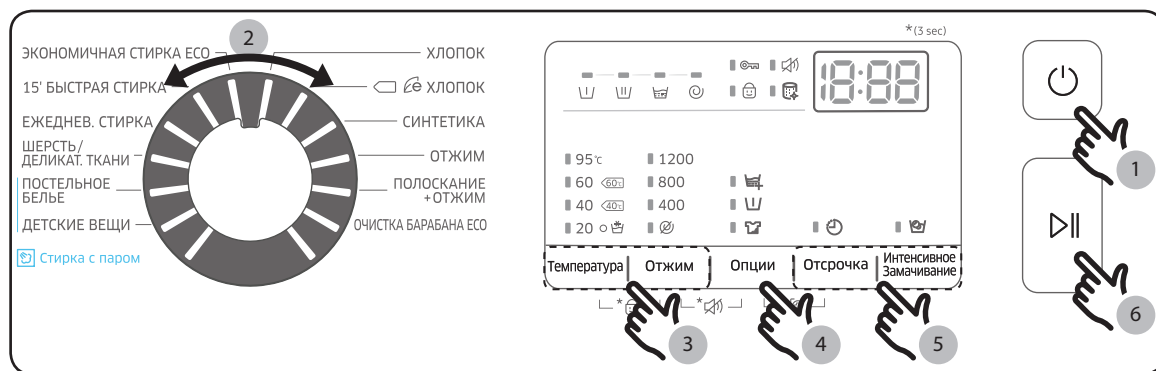 *(3 sec)
2
ЭКОНОМИЧНАЯ СТИРКА ECO
15' БЫСТРАЯ СТИРКА
ЕЖЕДНЕВ. СТИРКА
ШЕРСТЬ/
ДЕЛИКАТ. ТКАНИ
ПОСТЕЛЬНОЕ
БЕЛЬЕ
ДЕТСКИЕ ВЕЩИ
Стирка с паром
ХЛОПОК
e ХЛОПОК
СИНТЕТИКА
ОТЖИМ
ПОЛОСКАНИЕ
+ОТЖИМ
ОЧИСТКА БАРАБАНА ECO
18:88
95℃ 1200
60 60℃ 800
40 40℃ 400
20
Температура Отжим Опции Отсрочка Интенсивное
Замачивание
* *
3
4
5
1
6